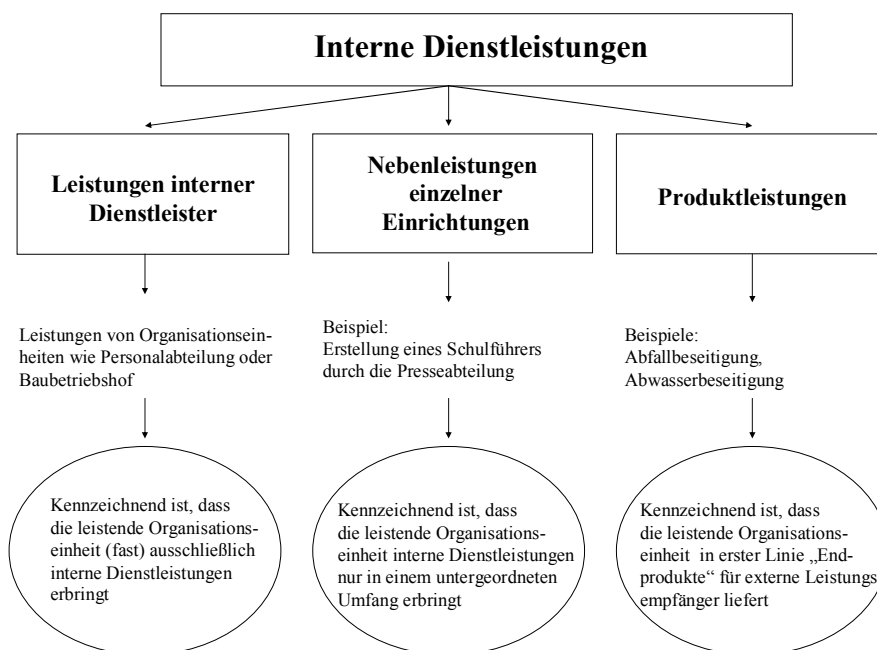 Interne Dienstleistungen
Leistungen interner
Dienstleister
Nebenleistungen
einzelner
Einrichtungen
Produktleistungen
Leistungen von Organisationsein-
heiten wie Personalabteilung oder
Baubetriebshof
Beispiel:
Erstellung eines Schulführers
durch die Presseabteilung
Beispiele:
Abfallbeseitigung,
Abwasserbeseitigung
Kennzeichnend ist, dass
die leistende Organisations-
einheit (fast) ausschließlich
interne Dienstleistungen
erbringt
Kennzeichnend ist, dass
die leistende Organisations-
einheit interne Dienstleistungen
nur in einem untergeordneten
Umfang erbringt
Kennzeichnend ist, dass
die leistende Organisations-
einheit in erster Linie „End-
produkte“ für externe Leistungs
empfänger liefert